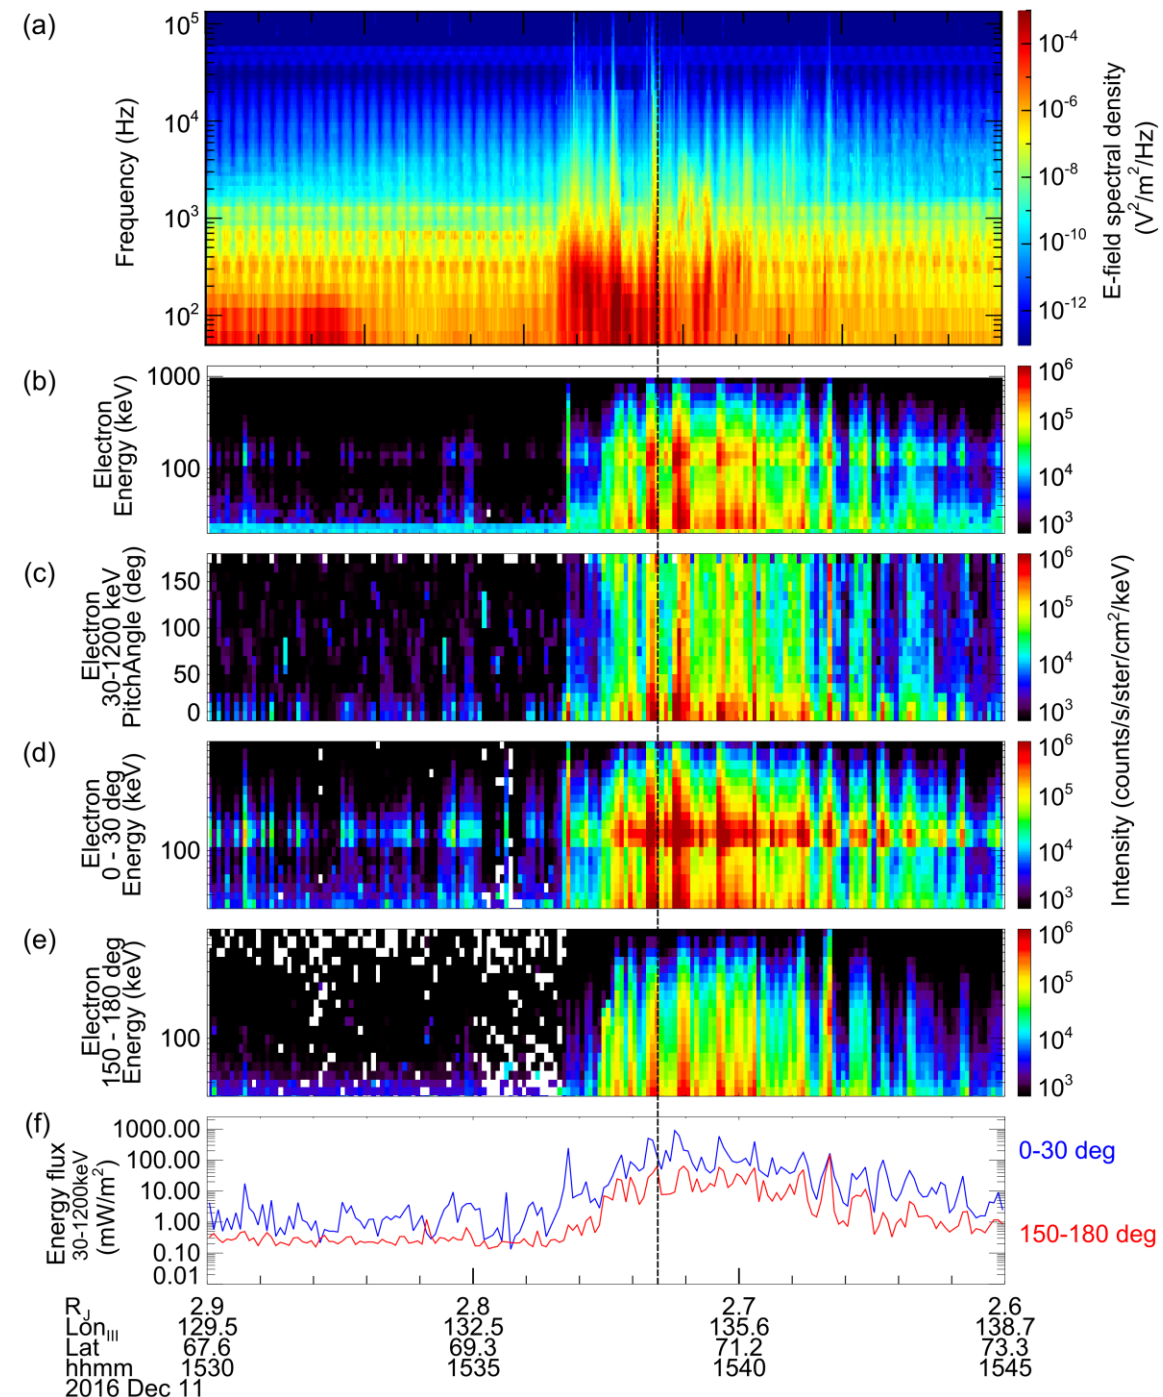 (a)
10^5
10^4
10^3
10^2
Frequency (Hz)
10^-4
10^-6
10^-8
10^-10
10^-12
E-field spectral density
(V^2/m^2/Hz)
(b)
1000
100
Electron
Energy (keV)
10^6
10^5
10^4
10^3
(c)
150
100
50
0
Electron
30-1200 keV
PitchAngle (deg)
10^6
10^5
10^4
10^3
(d)
100
Electron
0 - 30 deg
Energy (keV)
10^6
10^5
10^4
10^3
Intensity (counts/s/ster/cm^2/keV)
(e)
100
Electron
150 - 180 deg
Energy (keV)
10^6
10^5
10^4
10^3
(f)
1000.00
100.00
10.00
1.00
0.10
0.01
Energy flux
30-1200keV
(mW/m^2)
0-30 deg
150-180 deg
R_J 2.9 2.8 2.7 2.6
Lon_III 129.5 132.5 135.6 138.7
Lat 67.6 69.3 71.2 73.3
hhmm 1530 1535 1540 1545
2016 Dec 11